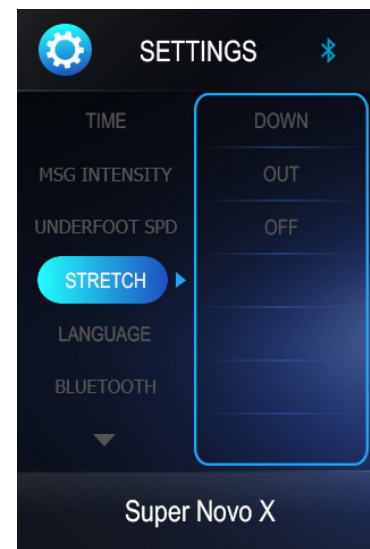 SETTINGS
TIME
MSG INTENSITY
UNDERFOOT SPD
STRETCH
LANGUAGE
BLUETOOTH
DOWN
OUT
OFF
Super Novo X